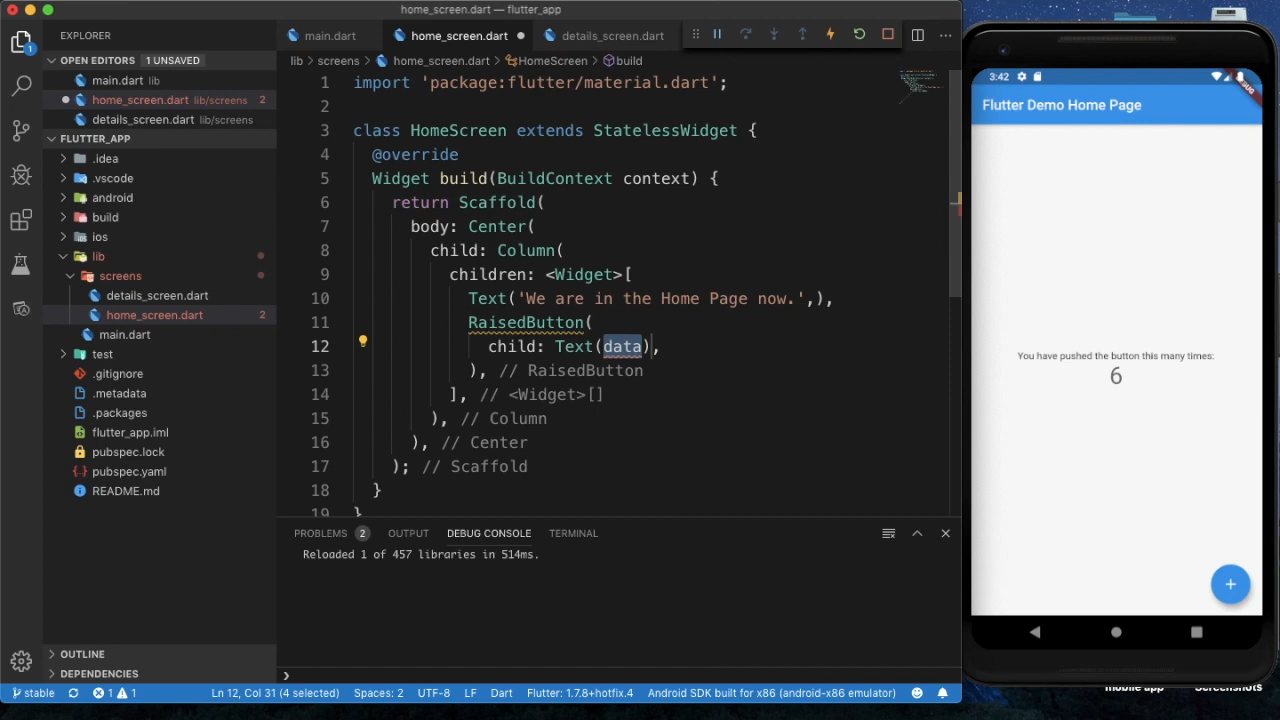 home_screen.dart — flutter_app
EXPLORER
main.dart
home_screen.dart
details_screen.dart
OPEN EDITORS 1 UNSAVED
main.dart lib
home_screen.dart lib/screens 2
details_screen.dart lib/screens
FLUTTER_APP
.idea
.vscode
android
build
ios
lib
screens
details_screen.dart
home_screen.dart 2
main.dart
test
.gitignore
.metadata
.packages
flutter_app.iml
pubspec.lock
pubspec.yaml
README.md
OUTLINE
DEPENDENCIES
1
lib > screens > home_screen.dart > HomeScreen > build
1 import 'package:flutter/material.dart';
2
3 class HomeScreen extends StatelessWidget {
4 @override
5 Widget build(BuildContext context) {
6 return Scaffold(
7 body: Center(
8 child: Column(
9 children: <Widget>[
10 Text('We are in the Home Page now.',),
11 RaisedButton(
12 child: Text(data),
13 ), // RaisedButton
14 ], // <Widget>[]
15 ), // Column
16 ), // Center
17 ); // Scaffold
18 }
19 }
PROBLEMS 2 OUTPUT DEBUG CONSOLE TERMINAL
Reloaded 1 of 457 libraries in 514ms.
stable 1 1 Ln 12, Col 31 (4 selected) Spaces: 2 UTF-8 LF Dart Flutter: 1.7.8+hotfix.4 Android SDK built for x86 (android-x86 emulator)
3:42
Flutter Demo Home Page
You have pushed the button this many times:
6
mobile app
Screenshots